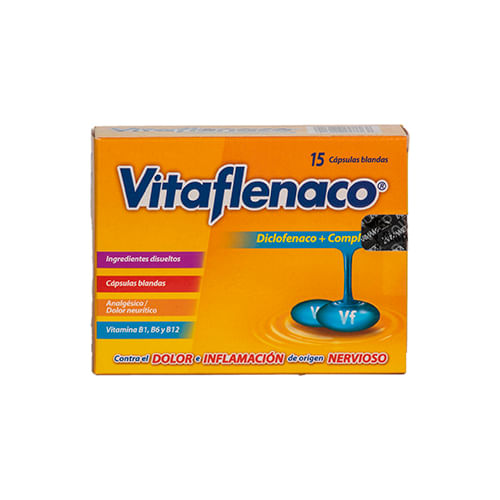 Vitaflenaco
15 Cápsulas blandas
Vitaflenaco®
Diclofenaco +
Ingredientes disueltos
Cápsulas blandas
Analgésico/
Dolor neurítico
Vitamina B1, B6 y B12
V Vf
Contra el DOLOR e INFLAMACIÓN de origen NERVIOSO